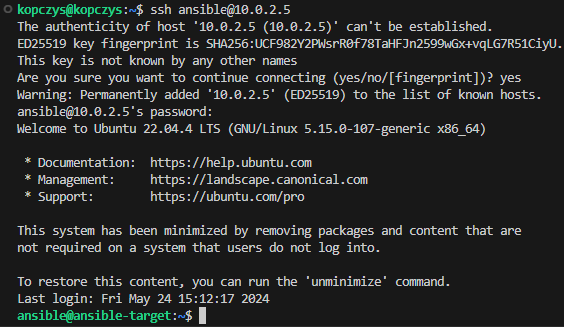 kopczys@kopczys:~$ ssh ansible@10.0.2.5
The authenticity of host '10.0.2.5 (10.0.2.5)' can't be established.
ED25519 key fingerprint is SHA256:UCF982Y2PWsrR0f78TaHFJn2599wGx+vqLG7R51CiyU.
This key is not known by any other names
Are you sure you want to continue connecting (yes/no/[fingerprint])? yes
Warning: Permanently added '10.0.2.5' (ED25519) to the list of known hosts.
ansible@10.0.2.5's password:
Welcome to Ubuntu 22.04.4 LTS (GNU/Linux 5.15.0-107-generic x86_64)
* Documentation:  https://help.ubuntu.com
* Management:     https://landscape.canonical.com
* Support:        https://ubuntu.com/pro
This system has been minimized by removing packages and content that are
not required on a system that users do not log into.
To restore this content, you can run the 'unminimize' command.
Last login: Fri May 24 15:12:17 2024
ansible@ansible-target:~$